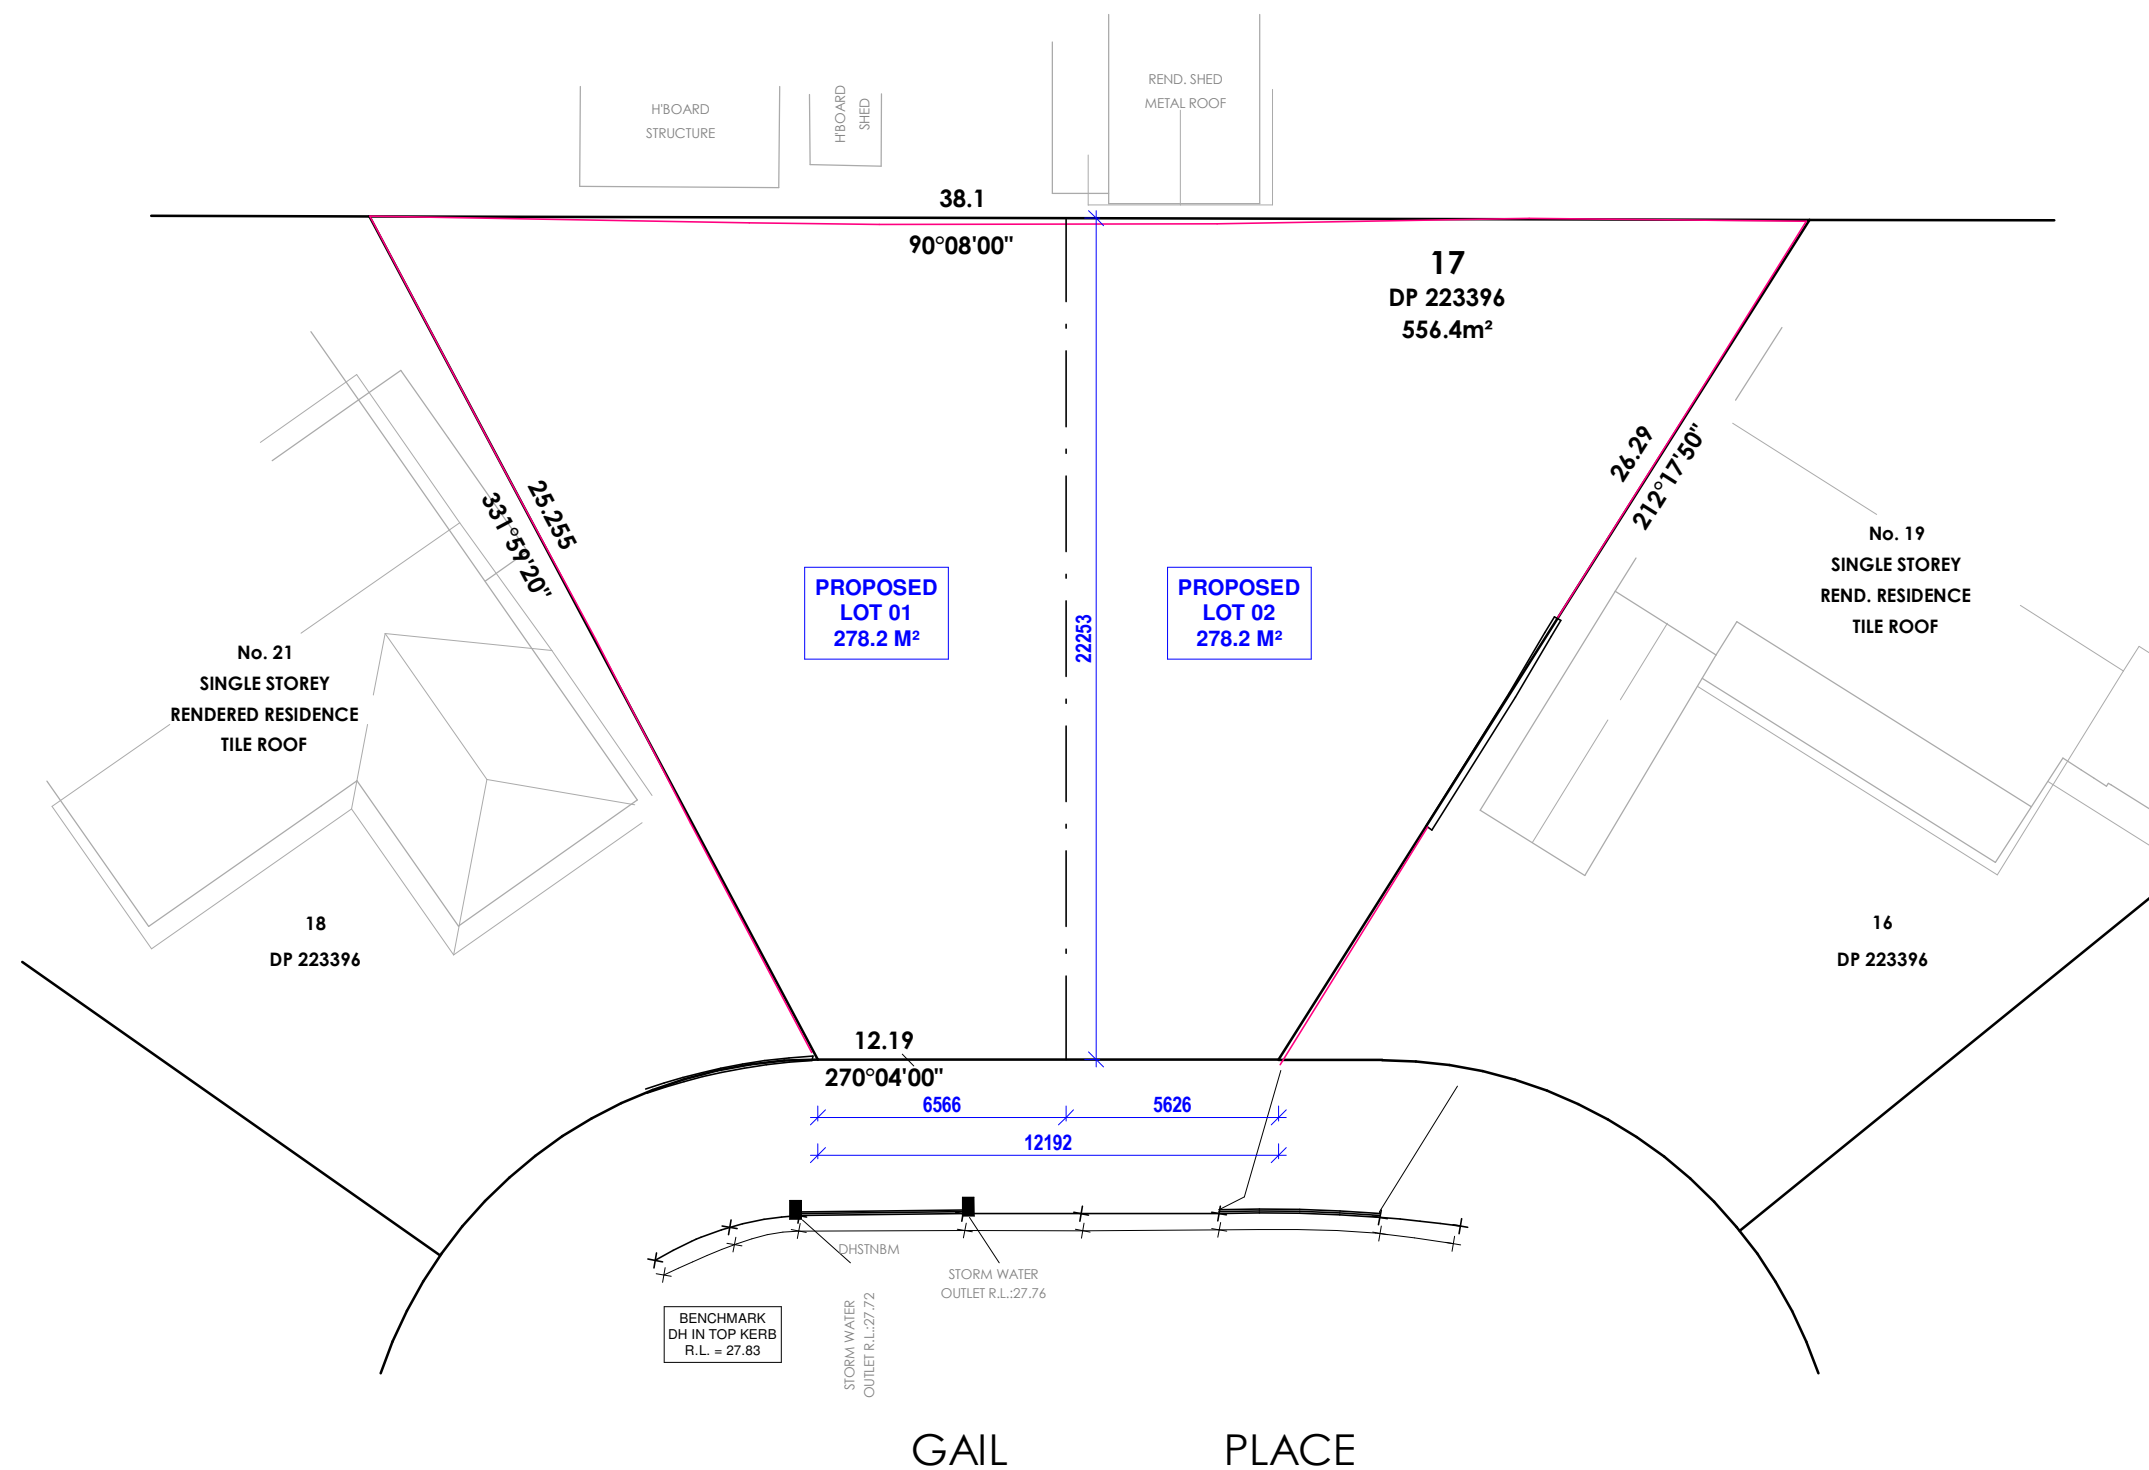 H'BOARD
STRUCTURE
H'BOARD
SHED
REND. SHED
METAL ROOF
38.1
90°08'00"
17
DP 223396
556.4m²
25.255
331°59'20"
26.29
212°17'50"
No. 19
SINGLE STOREY
REND. RESIDENCE
TILE ROOF
PROPOSED
LOT 01
278.2 M²
22253
PROPOSED
LOT 02
278.2 M²
No. 21
SINGLE STOREY
RENDERED RESIDENCE
TILE ROOF
18
DP 223396
16
DP 223396
12.19
270°04'00"
6566
5626
12192
DHSTNBM
STORM WATER
OUTLET R.L.:27.76
STORM WATER
OUTLET R.L.:27.72
BENCHMARK
DH IN TOP KERB
R.L. = 27.83
GAIL PLACE